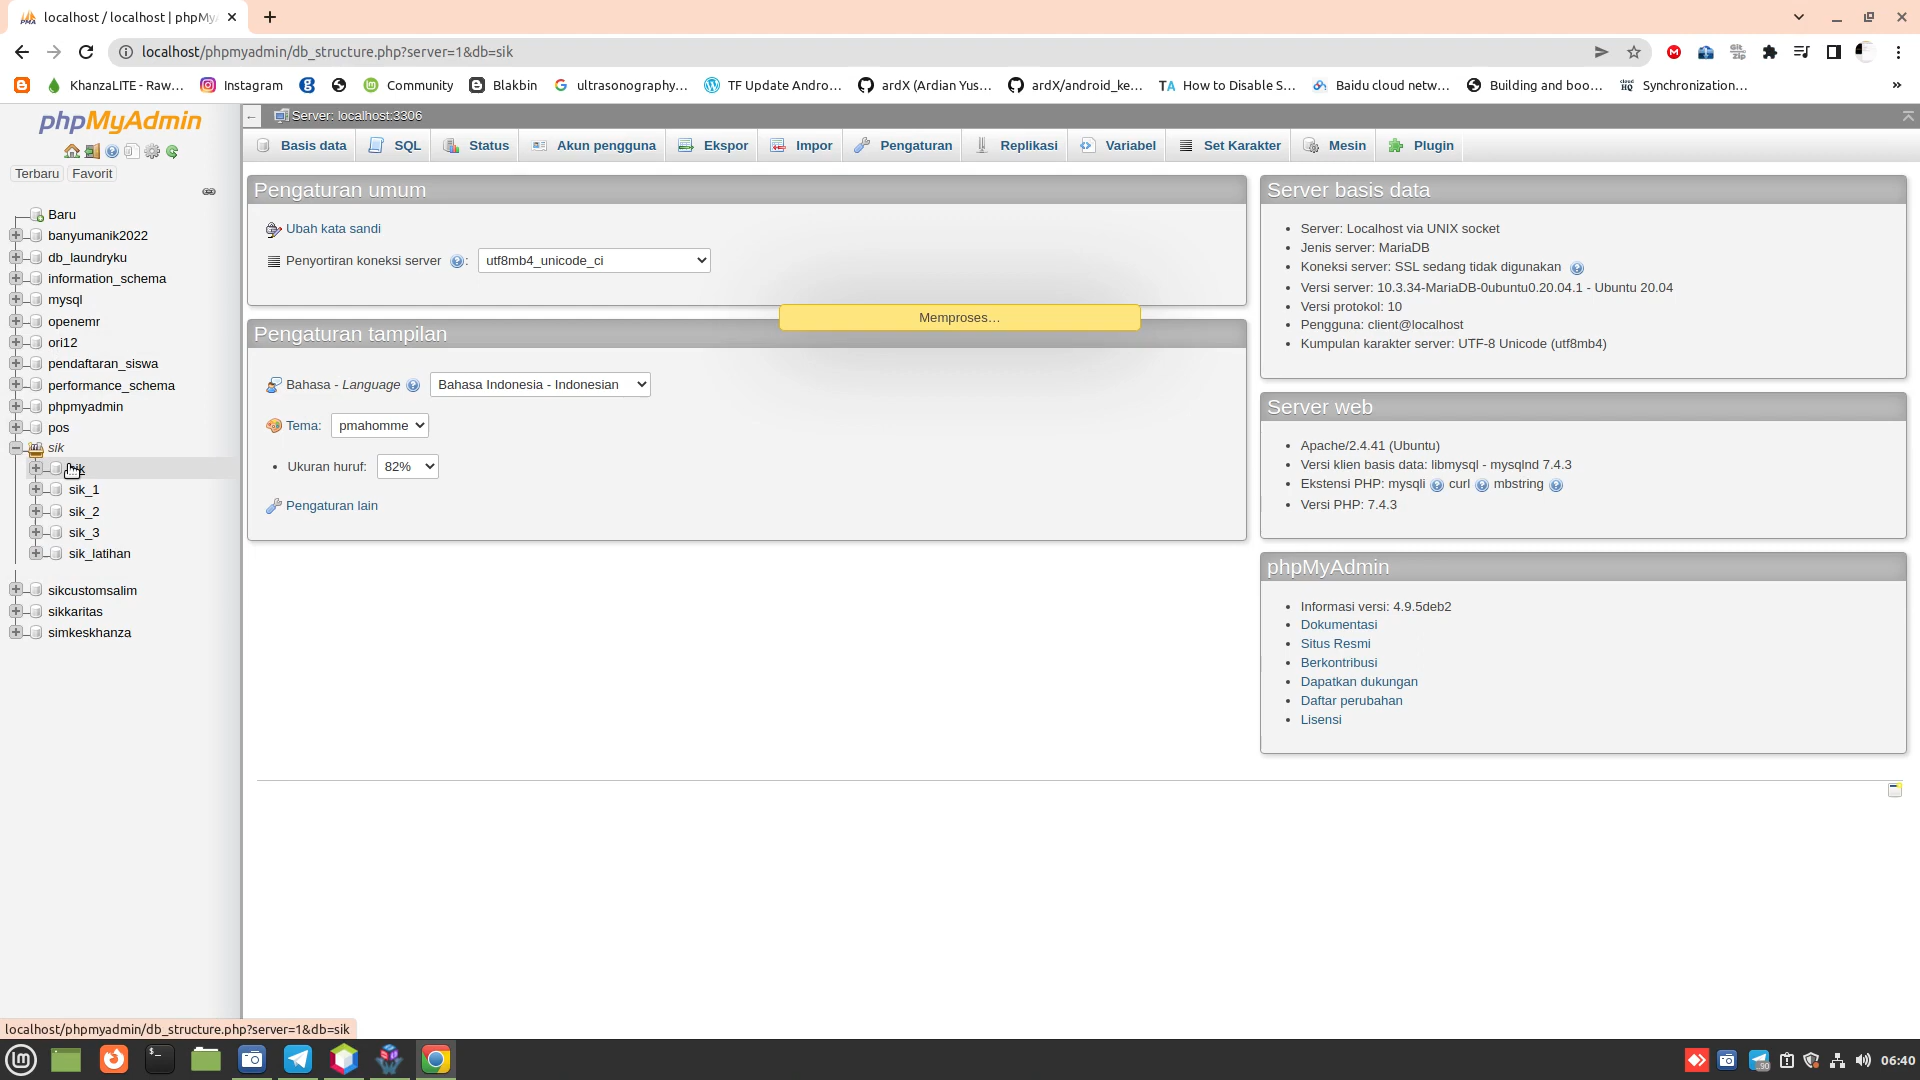 localhost / localhost | phpMy
localhost/phpmyadmin/db_structure.php?server=1&db=sik
KhanzaLITE - Raw…
Instagram
Community
Blakbin
ultrasonography…
TF Update Andro…
ardX (Ardian Yus…
ardX/android_ke…
How to Disable S…
Baidu cloud netw…
Building and boo…
Synchronization…
»
phpMyAdmin
Terbaru
Favorit
Baru
banyumanik2022
db_laundryku
information_schema
mysql
openemr
ori12
pendaftaran_siswa
performance_schema
phpmyadmin
pos
sik
sik_1
sik_2
sik_3
sik_latihan
sikcustomsalim
sikkaritas
simkeskhanza
Server: localhost:3306
Basis data
SQL
Status
Akun pengguna
Ekspor
Impor
Pengaturan
Replikasi
Variabel
Set Karakter
Mesin
Plugin
Pengaturan umum
Ubah kata sandi
Penyortiran koneksi server : utf8mb4_unicode_ci
Memproses…
Pengaturan tampilan
Bahasa - Language Bahasa Indonesia - Indonesian
Tema: pmahomme
Ukuran huruf: 82%
Pengaturan lain
Server basis data
Server: Localhost via UNIX socket
Jenis server: MariaDB
Koneksi server: SSL sedang tidak digunakan
Versi server: 10.3.34-MariaDB-0ubuntu0.20.04.1 - Ubuntu 20.04
Versi protokol: 10
Pengguna: client@localhost
Kumpulan karakter server: UTF-8 Unicode (utf8mb4)
Server web
Apache/2.4.41 (Ubuntu)
Versi klien basis data: libmysql - mysqlnd 7.4.3
Ekstensi PHP: mysqli curl mbstring
Versi PHP: 7.4.3
phpMyAdmin
Informasi versi: 4.9.5deb2
Dokumentasi
Situs Resmi
Berkontribusi
Dapatkan dukungan
Daftar perubahan
Lisensi
localhost/phpmyadmin/db_structure.php?server=1&db=sik
06:40